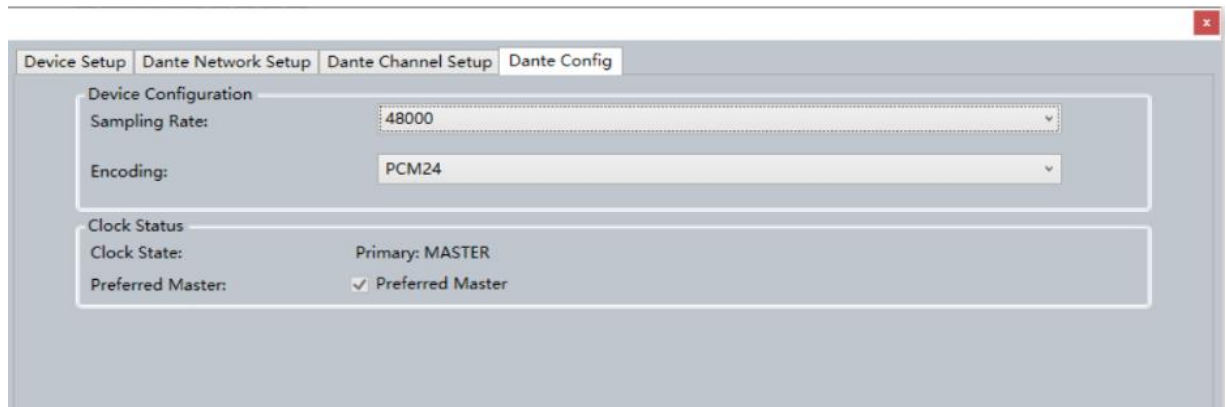 x
Device Setup Dante Network Setup Dante Channel Setup Dante Config
Device Configuration
Sampling Rate: 48000
Encoding: PCM24
Clock Status
Clock State: Primary: MASTER
Preferred Master: Preferred Master